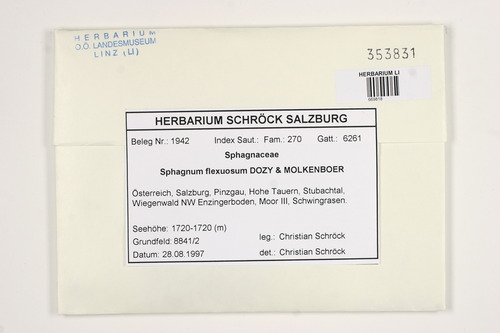 HERBARIUM
O.Ö. LANDESMUSEUM
LINZ (LI)
353831
HERBARIUM LI
HERBARIUM SCHRÖCK SALZBURG
Beleg Nr.: 1942 Index Saut.: Fam.: 270 Gatt.: 6261
Sphagnaceae
Sphagnum flexuosum DOZY & MOLKENBOER
Österreich, Salzburg, Pinzgau, Hohe Tauern, Stubachtal,
Wiegenwald NW Enzingerboden, Moor III, Schwingrasen.
Seehöhe: 1720-1720 (m)
Grundfeld: 8841/2 leg.: Christian Schröck
Datum: 28.08.1997 det.: Christian Schröck